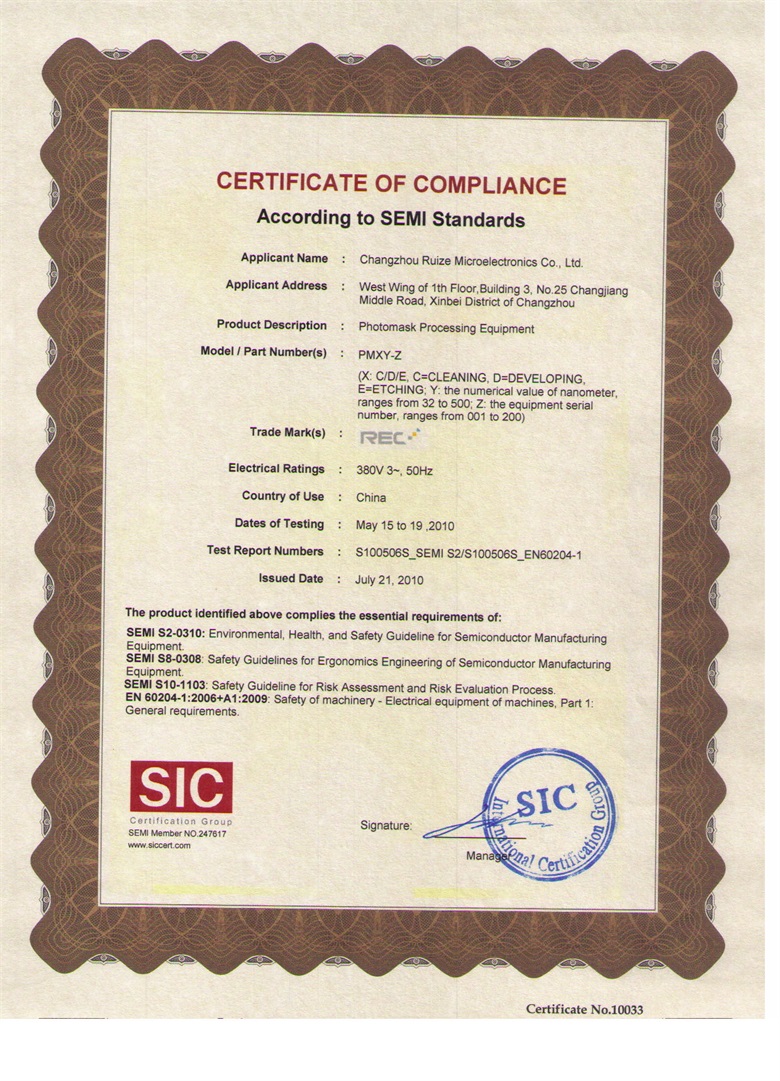 CERTIFICATE OF COMPLIANCE
According to SEMI Standards
Applicant Name : Changzhou Ruize Microelectronics Co., Ltd.
Applicant Address : West Wing of 1th Floor,Building 3, No.25 Changjiang
Middle Road, Xinbei District of Changzhou
Product Description : Photomask Processing Equipment
Model / Part Number(s) : PMXY-Z
(X: C/D/E, C=CLEANING, D=DEVELOPING,
E=ETCHING; Y: the numerical value of nanometer,
ranges from 32 to 500; Z: the equipment serial
number, ranges from 001 to 200)
Trade Mark(s) : REC
Electrical Ratings : 380V 3~, 50Hz
Country of Use : China
Dates of Testing : May 15 to 19 ,2010
Test Report Numbers : S100506S_SEMI S2/S100506S_EN60204-1
Issued Date : July 21, 2010
The product identified above complies the essential requirements of:
SEMI S2-0310: Environmental, Health, and Safety Guideline for Semiconductor Manufacturing
Equipment.
SEMI S8-0308: Safety Guidelines for Ergonomics Engineering of Semiconductor Manufacturing
Equipment.
SEMI S10-1103: Safety Guideline for Risk Assessment and Risk Evaluation Process.
EN 60204-1:2006+A1:2009: Safety of machinery - Electrical equipment of machines, Part 1:
General requirements.
SIC
Certification Group
SEMI Member NO.247617
www.siccert.com
Signature:
Manager
SIC
International Certification Group
Certificate No.10033